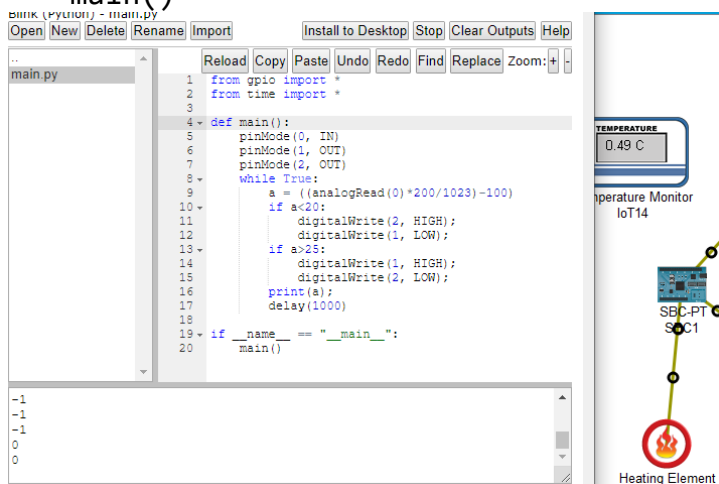 main()
Blink (Python) - main.py
Open New Delete Rename Import Install to Desktop Stop Clear Outputs Help
..
main.py
Reload Copy Paste Undo Redo Find Replace Zoom: + -
1 from gpio import *
2 from time import *
3
4 def main():
5 pinMode(0, IN)
6 pinMode(1, OUT)
7 pinMode(2, OUT)
8 while True:
9 a = ((analogRead(0)*200/1023)-100)
10 if a<20:
11 digitalWrite(2, HIGH);
12 digitalWrite(1, LOW);
13 if a>25:
14 digitalWrite(1, HIGH);
15 digitalWrite(2, LOW);
16 print(a);
17 delay(1000)
18
19 if __name__ == "__main__":
20 main()
-1
-1
-1
0
0
TEMPERATURE
0.49 C
mperature Monitor
IoT14
SBC-PT
SBC1
Heating Element